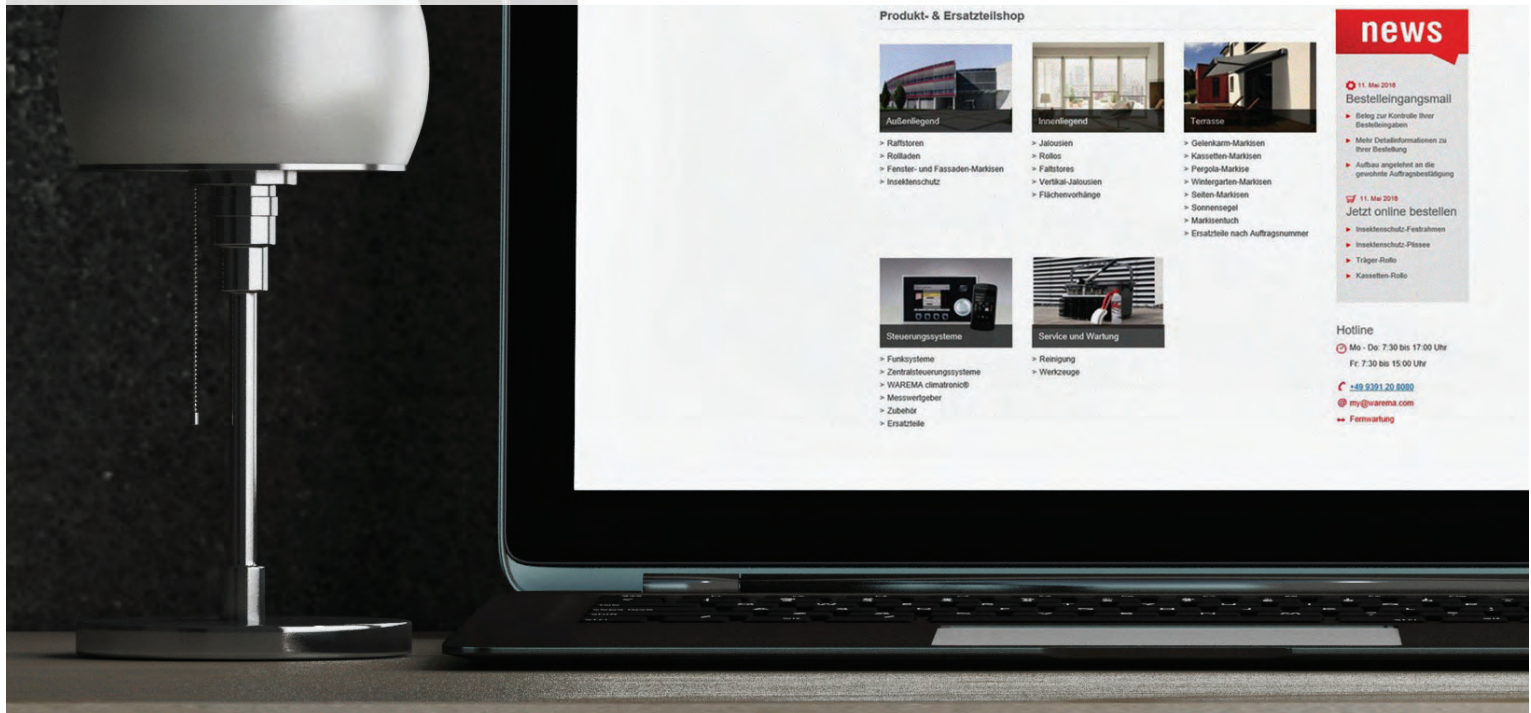 Produkt- & Ersatzteilshop
Außenliegend
> Raffstoren
> Rollladen
> Fenster- und Fassaden-Markisen
> Insektenschutz
Innenliegend
> Jalousien
> Rollos
> Faltstores
> Vertikal-Jalousien
> Flächenvorhänge
Terrasse
> Gelenkarm-Markisen
> Kassetten-Markisen
> Pergola-Markise
> Wintergarten-Markisen
> Seiten-Markisen
> Sonnensegel
> Markisentuch
> Ersatzteile nach Auftragsnummer
Steuerungssysteme
> Funksysteme
> Zentralsteuerungssysteme
> WAREMA climatronic®
> Messwertgeber
> Zubehör
> Ersatzteile
Service und Wartung
> Reinigung
> Werkzeuge
news
11. Mai 2016
Bestelleingangsmail
Beleg zur Kontrolle Ihrer
Bestelleingaben
Mehr Detailinformationen zu
Ihrer Bestellung
Aufbau angelehnt an die
gewohnte Auftragsbestätigung
11. Mai 2016
Jetzt online bestellen
Insektenschutz-Festrahmen
Insektenschutz-Plissee
Träger-Rollo
Kassetten-Rollo
Hotline
Mo - Do: 7:30 bis 17:00 Uhr
Fr: 7:30 bis 15:00 Uhr
+49 9391 20 8080
my@warema.com
Fernwartung